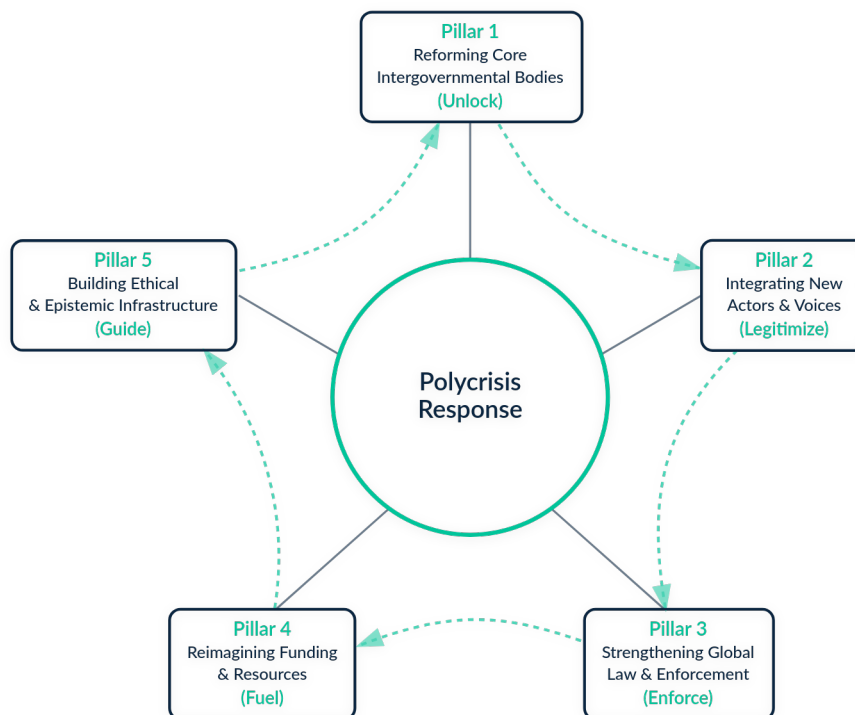 Pillar 1
Reforming Core
Intergovernmental Bodies
(Unlock)
Pillar 5
Building Ethical
& Epistemic Infrastructure
(Guide)
Pillar 2
Integrating New
Actors & Voices
(Legitimize)
Polycrisis
Response
Pillar 4
Reimagining Funding
& Resources
(Fuel)
Pillar 3
Strengthening Global
Law & Enforcement
(Enforce)